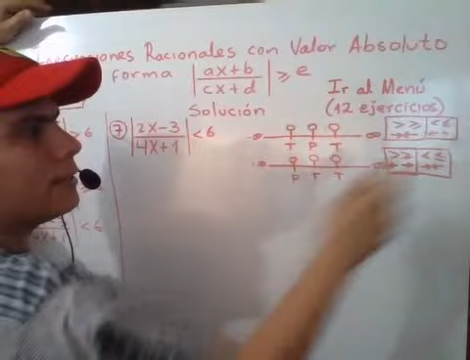 Racionales con Valor Absoluto
forma |ax+b / cx+d| ≥ e
Ir al Menú
(12 ejercicios)
Solución
7 |2X-3 / 4X+1| < 6
>> <<
T P T
>> <<
P T T
> 6
< 6